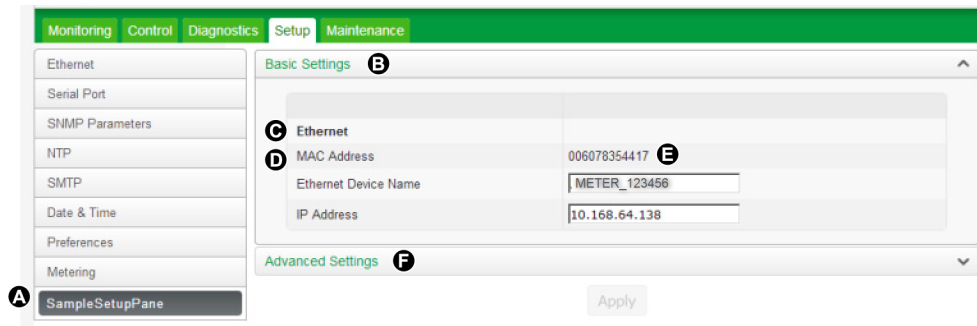 Monitoring Control Diagnostics Setup Maintenance
Ethernet
Serial Port
SNMP Parameters
NTP
SMTP
Date & Time
Preferences
Metering
A SampleSetupPane
Basic Settings B
C Ethernet
D MAC Address 006078354417 E
Ethernet Device Name METER_123456
IP Address 10.168.64.138
Advanced Settings F
Apply